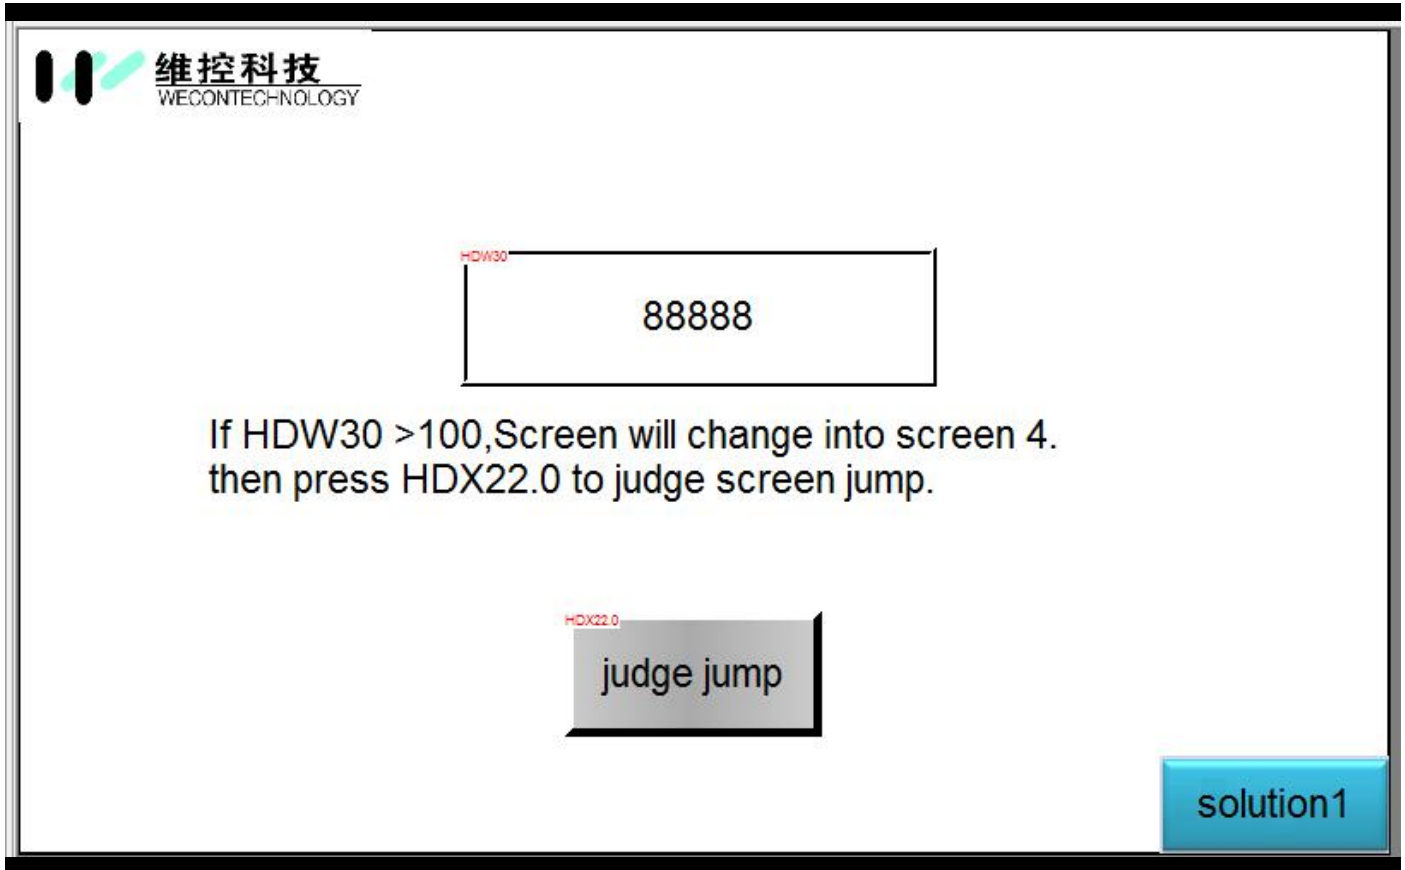 维控科技
WECONTECHNOLOGY
HDW30
88888
If HDW30 >100,Screen will change into screen 4.
then press HDX22.0 to judge screen jump.
HDX22.0
judge jump
solution1